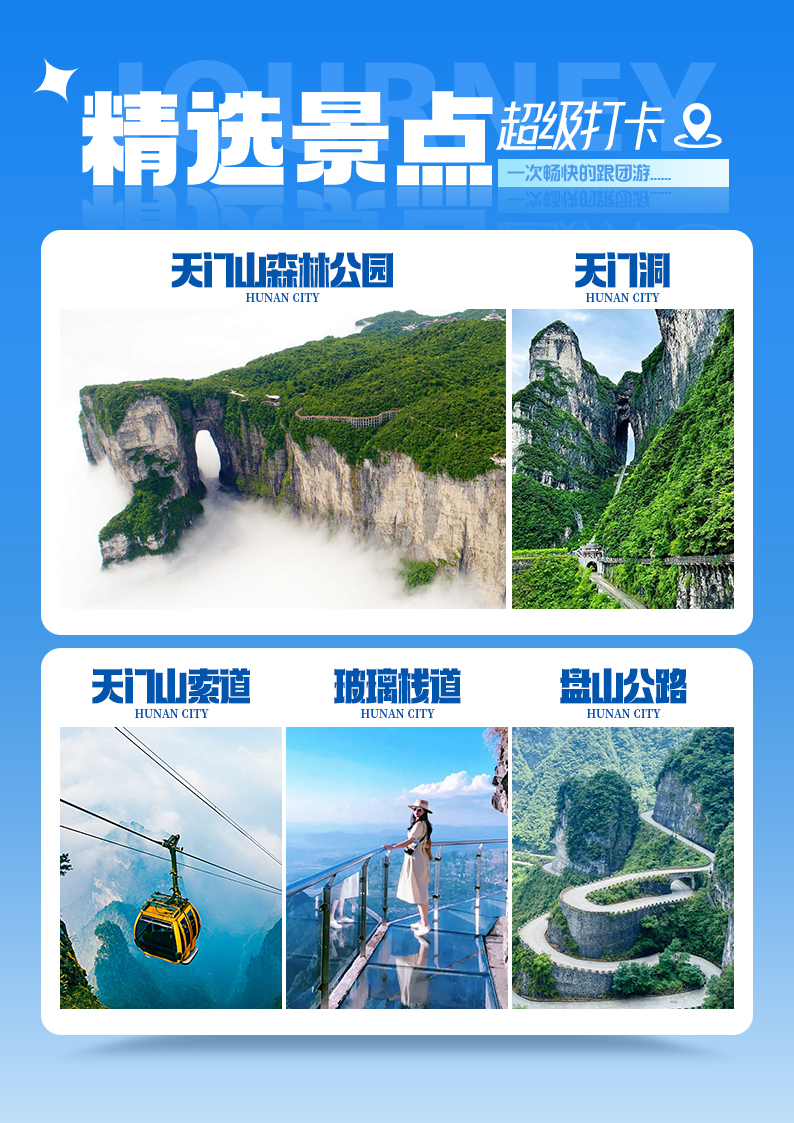 JOURNEY
精选景点
超级打卡
一次畅快的跟团游......
天门山森林公园
HUNAN CITY
天门洞
HUNAN CITY
天门山索道
HUNAN CITY
玻璃栈道
HUNAN CITY
盘山公路
HUNAN CITY